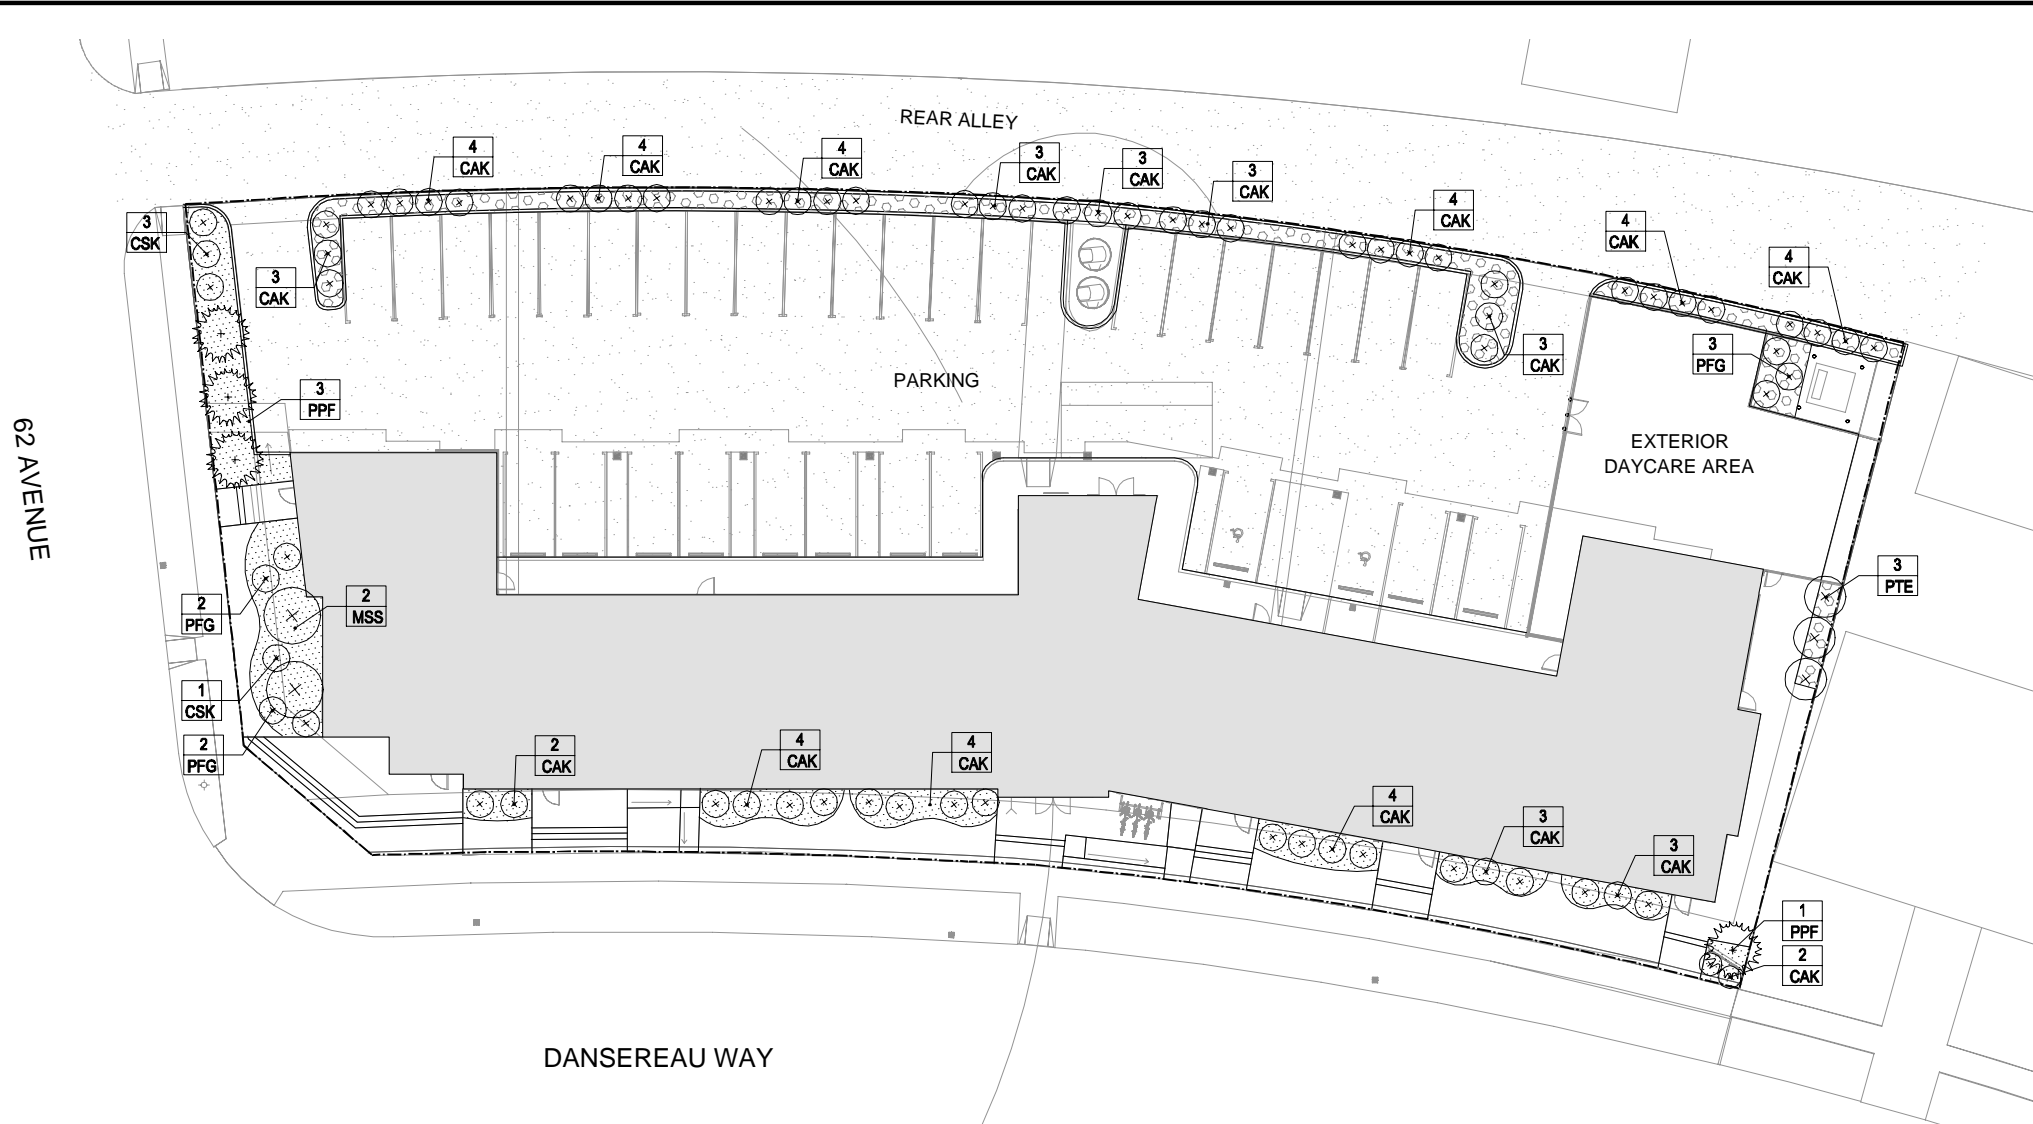 REAR ALLEY
4
CAK
4
CAK
4
CAK
3
CAK
3
CAK
3
CAK
4
CAK
4
CAK
4
CAK
3
CSK
3
CAK
3
CAK
3
PFG
3
PPF
PARKING
EXTERIOR
DAYCARE AREA
62 AVENUE
3
PTE
2
PFG
2
MSS
1
CSK
2
PFG
2
CAK
4
CAK
4
CAK
4
CAK
3
CAK
3
CAK
1
PPF
2
CAK
DANSEREAU WAY